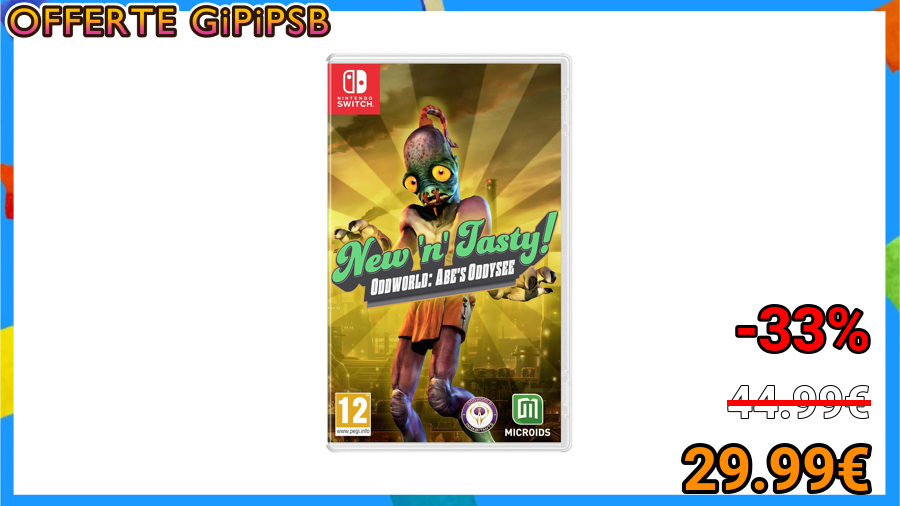 OFFERTE GiPiPSB
NINTENDO
SWITCH.
New 'n' Tasty!
ODDWORLD: ABE'S ODDYSEE
12
www.pegi.info
MICROIDS
-33%
44.99€
29.99€